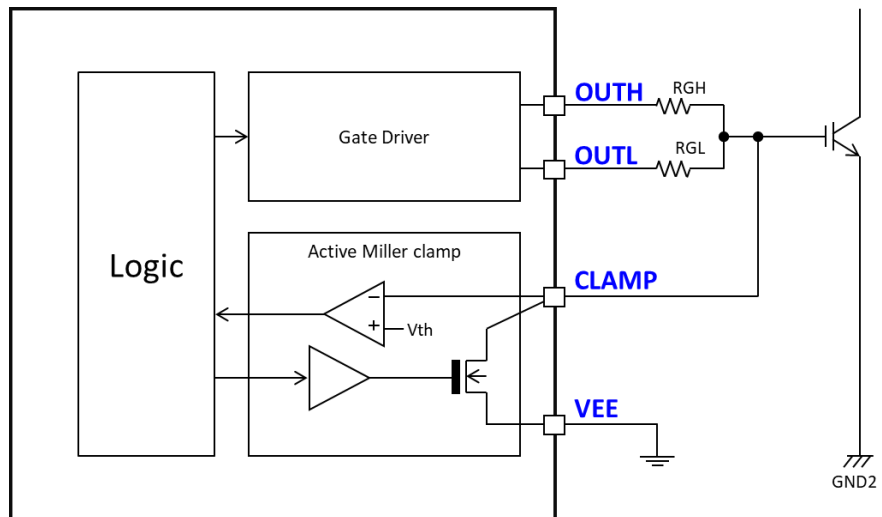 OUTH
RGH
Gate Driver
OUTL
RGL
Logic
Active Miller clamp
CLAMP
−
+
Vth
VEE
GND2